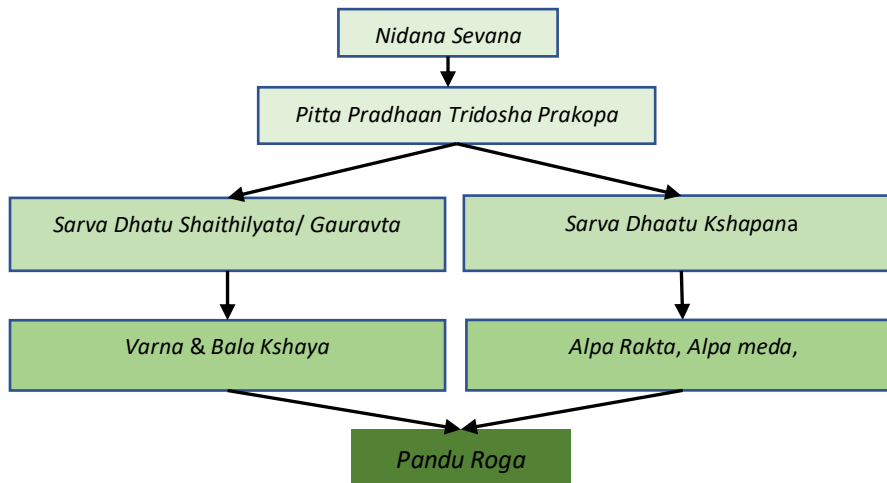 Nidana Sevana
Pitta Pradhaan Tridosha Prakopa
Sarva Dhatu Shaithilyata/ Gauravta
Sarva Dhaatu Kshapana
Varna & Bala Kshaya
Alpa Rakta, Alpa meda,
Pandu Roga